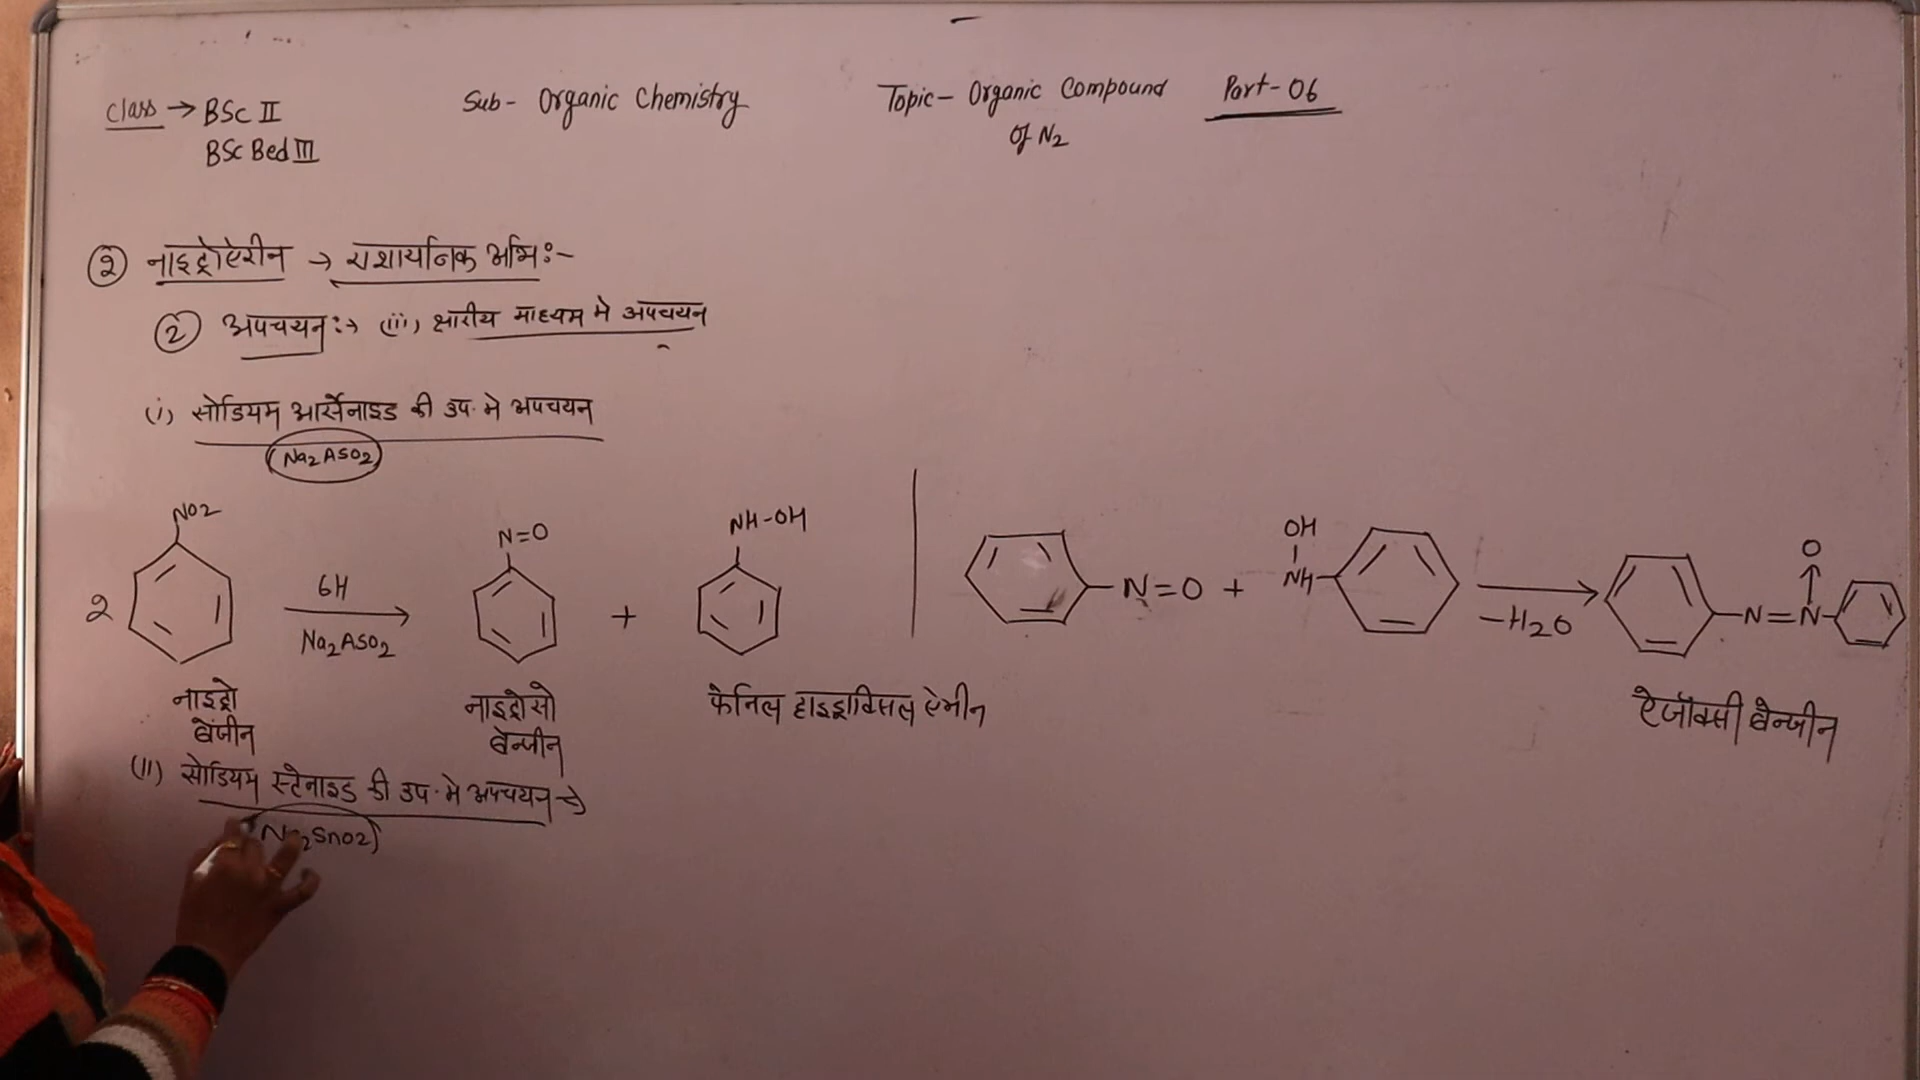 Class → BSc II
BSc Bed III
Sub- Organic Chemistry
Topic- Organic Compound
of N2
Part-06
② नाइट्रोऐरीन → रासायनिक अभि:-
② अपचयन:→ (iii) क्षारीय माध्यम मे अपचयन
(i) सोडियम आर्सेनाइड की उप. मे अपचयन
Na2ASO2
NO2
2
6H
Na2ASO2
N=O
+
NH-OH
N=O +
OH
NH
-H2O
O
↑
N=N
नाइट्रो
बेंजीन
नाइट्रोसो
बेन्जीन
फेनिल हाइड्राक्सिल ऐमीन
ऐजॉक्सी बेन्जीन
(II) सोडियम स्टेनाइड की उप. मे अपचयन →
Na2SnO2